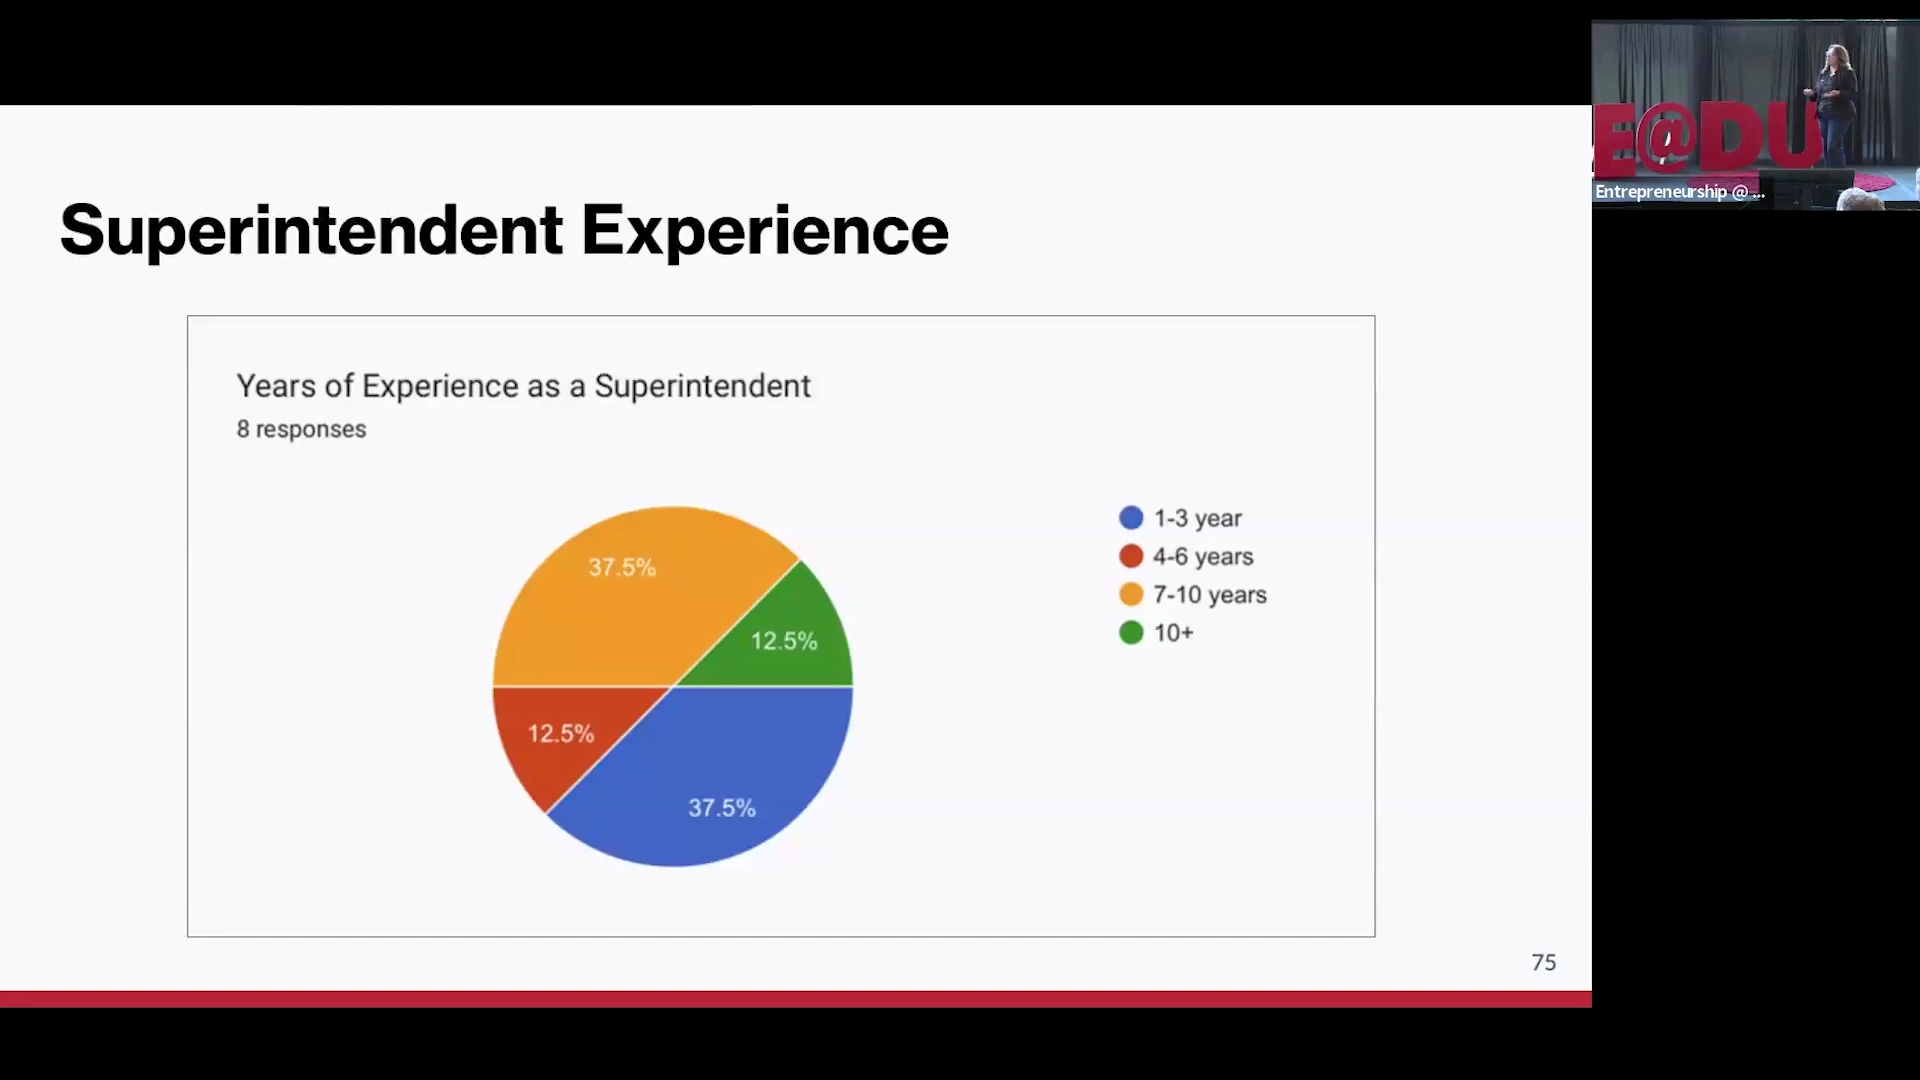 Superintendent Experience
Years of Experience as a Superintendent
8 responses
37.5%
12.5%
12.5%
37.5%
1-3 year
4-6 years
7-10 years
10+
75
E@DU
Entrepreneurship @ ...